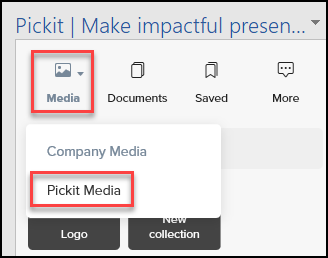 Pickit | Make impactful presen...
Media Documents Saved More
Company Media
Pickit Media
Logo New
collection